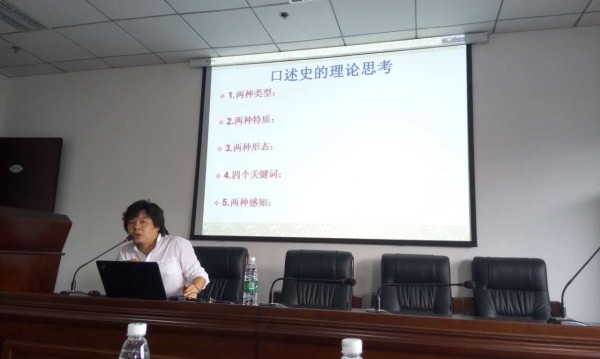 口述史的理论思考
1.两种类型：
2.两种特质：
3.两种形态：
4.四个关键词：
5.两种感知：